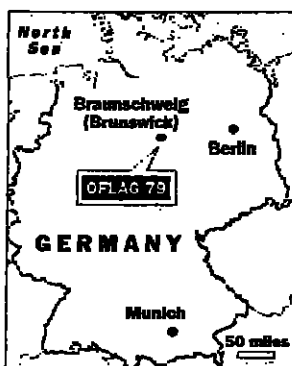 North
Sea
Braunschweig
(Brunswick)
Berlin
OFLAG 79
GERMANY
Munich
50 miles